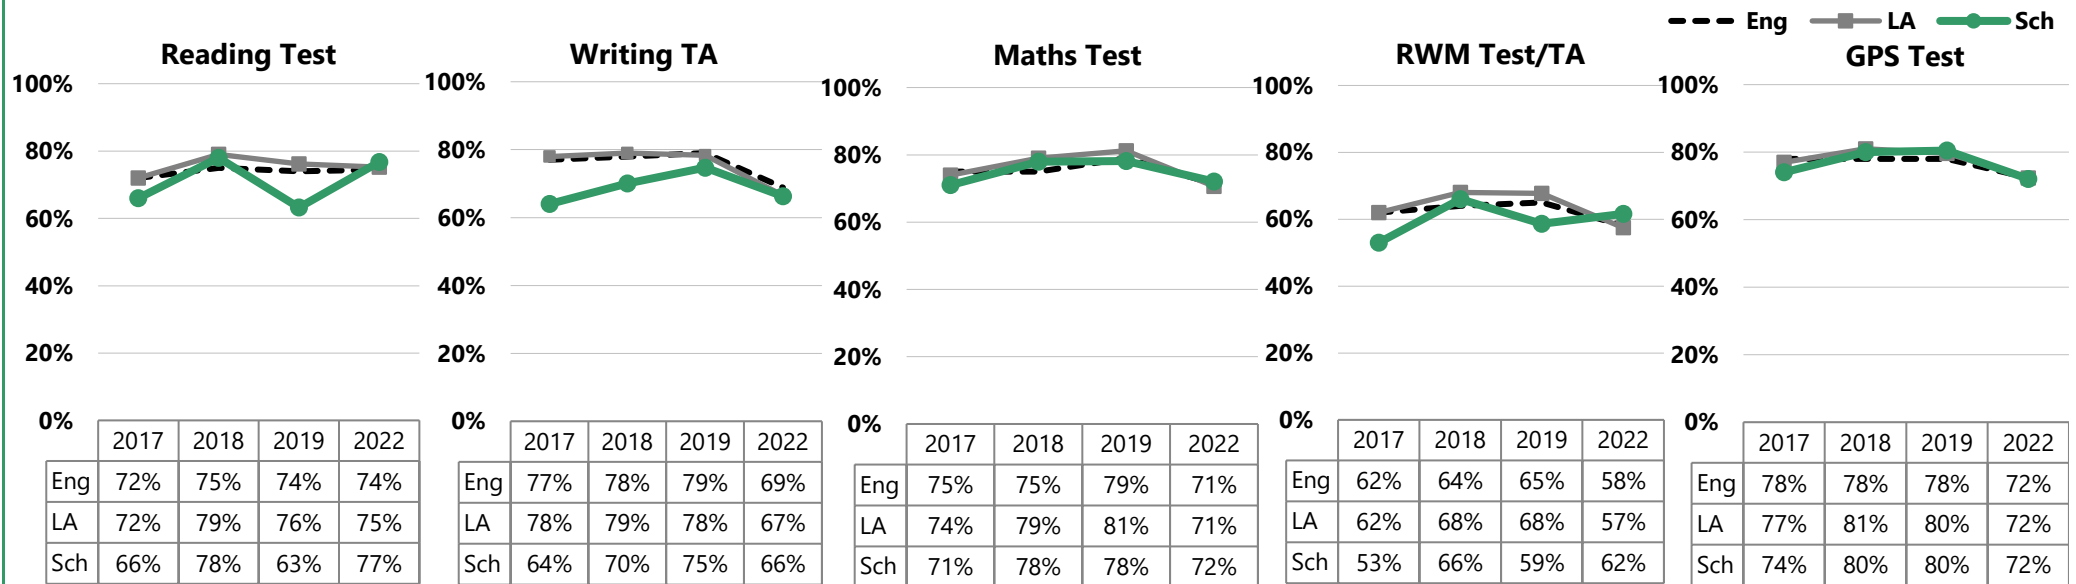 Eng LA Sch
Reading Test
100%
80%
60%
40%
20%
0%
2017 2018 2019 2022
Eng 72% 75% 74% 74%
LA 72% 79% 76% 75%
Sch 66% 78% 63% 77%
Writing TA
100%
80%
60%
40%
20%
0%
2017 2018 2019 2022
Eng 77% 78% 79% 69%
LA 78% 79% 78% 67%
Sch 64% 70% 75% 66%
Maths Test
100%
80%
60%
40%
20%
0%
2017 2018 2019 2022
Eng 75% 75% 79% 71%
LA 74% 79% 81% 71%
Sch 71% 78% 78% 72%
RWM Test/TA
100%
80%
60%
40%
20%
0%
2017 2018 2019 2022
Eng 62% 64% 65% 58%
LA 62% 68% 68% 57%
Sch 53% 66% 59% 62%
GPS Test
100%
80%
60%
40%
20%
0%
2017 2018 2019 2022
Eng 78% 78% 78% 72%
LA 77% 81% 80% 72%
Sch 74% 80% 80% 72%